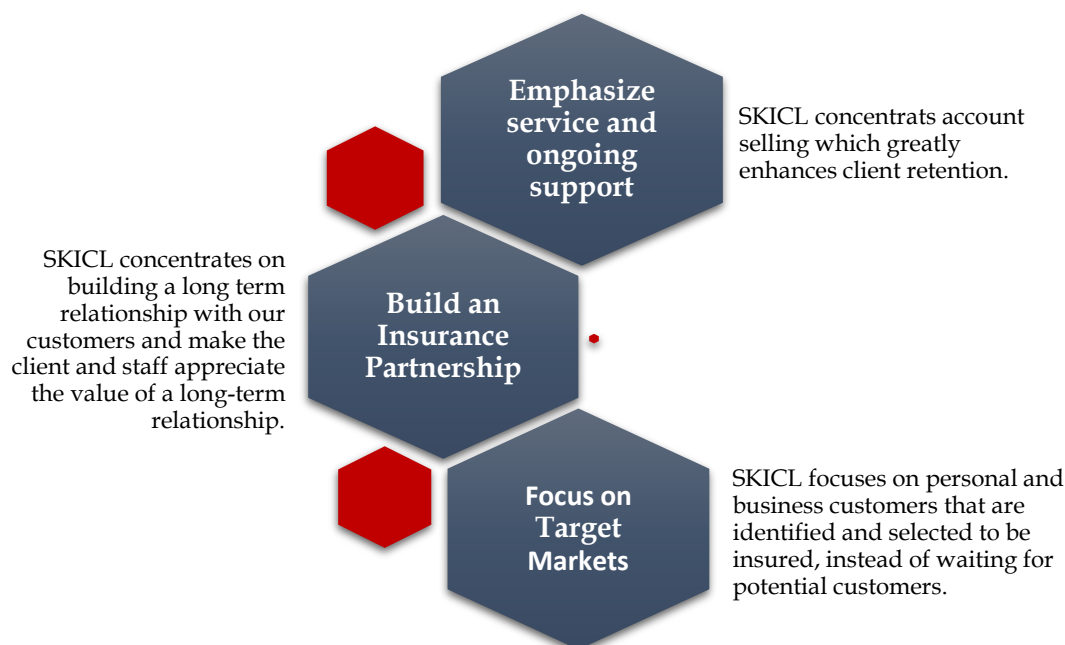 Emphasize
service and
ongoing
support
SKICL concentrats account
selling which greatly
enhances client retention.
SKICL concentrates on
building a long term
relationship with our
customers and make the
client and staff appreciate
the value of a long-term
relationship.
Build an
Insurance
Partnership
Focus on
Target
Markets
SKICL focuses on personal and
business customers that are
identified and selected to be
insured, instead of waiting for
potential customers.